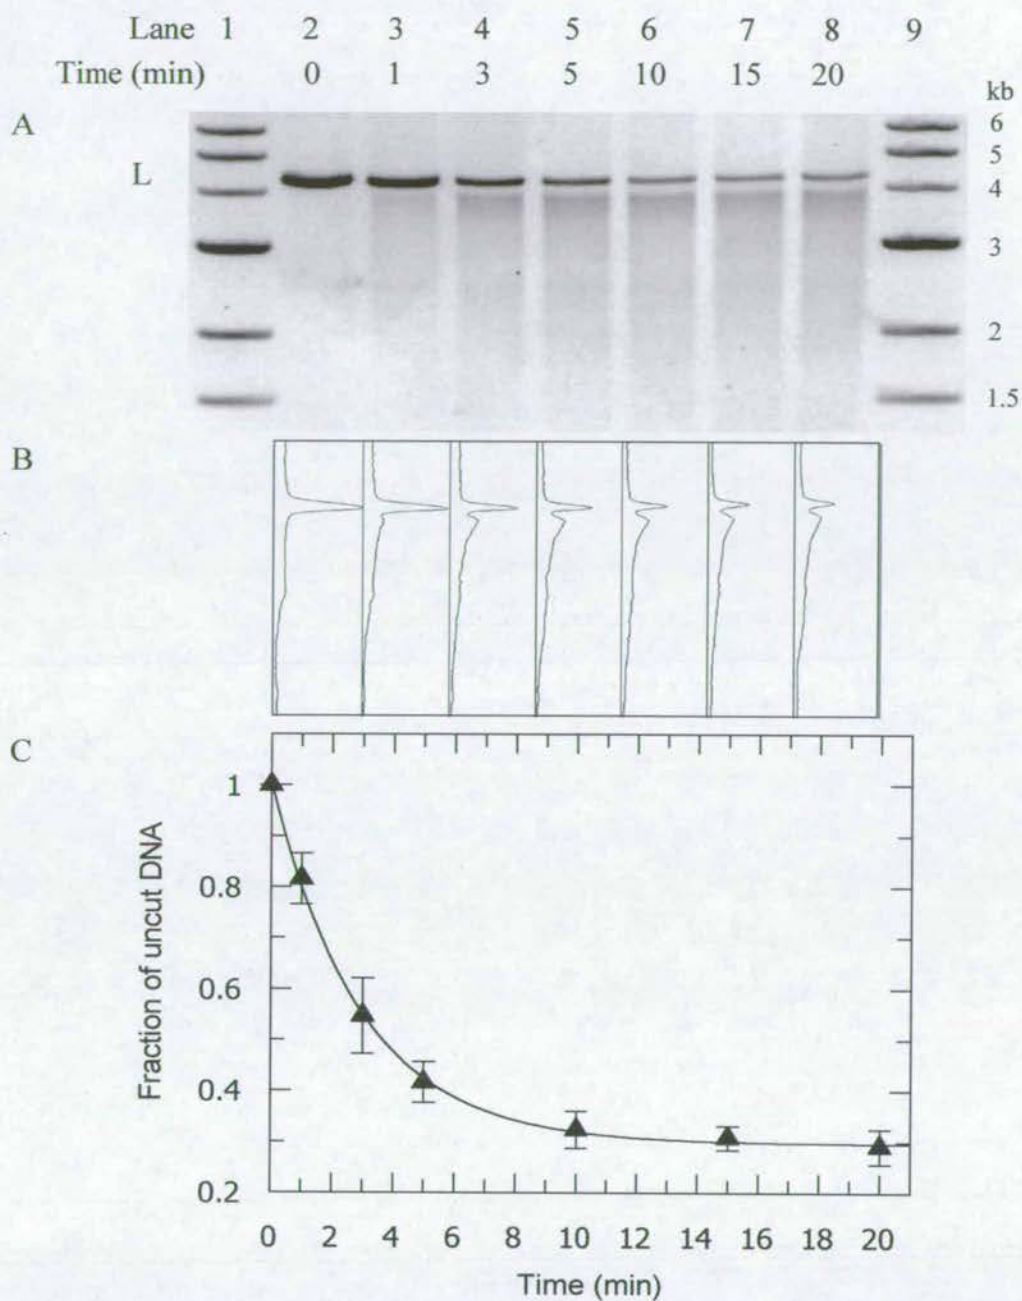 Lane 1 2 3 4 5 6 7 8 9
Time (min) 0 1 3 5 10 15 20
kb
A
6
5
L
4
3
2
1.5
B
C
1
0.8
0.6
0.4
0.2
Fraction of uncut DNA
0 2 4 6 8 10 12 14 16 18 20
Time (min)